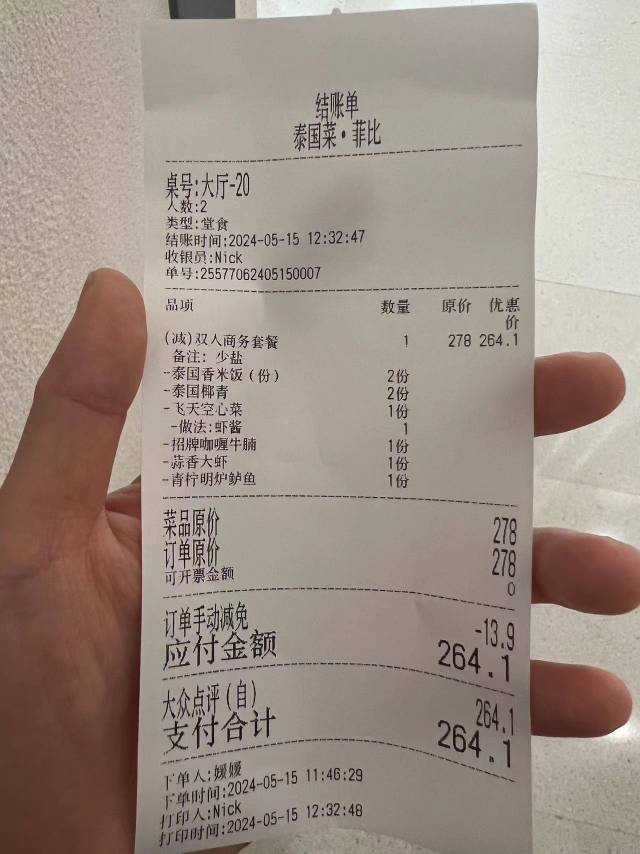 结账单
泰国菜•菲比
桌号:大厅-20
人数:2
类型:堂食
结账时间:2024-05-15 12:32:47
收银员:Nick
单号:25577062405150007
品项 数量 原价 优惠价
(减)双人商务套餐 1 278 264.1
备注: 少盐
-泰国香米饭(份) 2份
-泰国椰青 2份
-飞天空心菜 1份
-做法:虾酱 1
-招牌咖喱牛腩 1份
-蒜香大虾 1份
-青柠明炉鲈鱼 1份
菜品原价 278
订单原价 278
可开票金额 0
订单手动减免 -13.9
应付金额 264.1
大众点评(自) 264.1
支付合计 264.1
下单人:媛媛
下单时间:2024-05-15 11:46:29
打印人:Nick
打印时间:2024-05-15 12:32:48